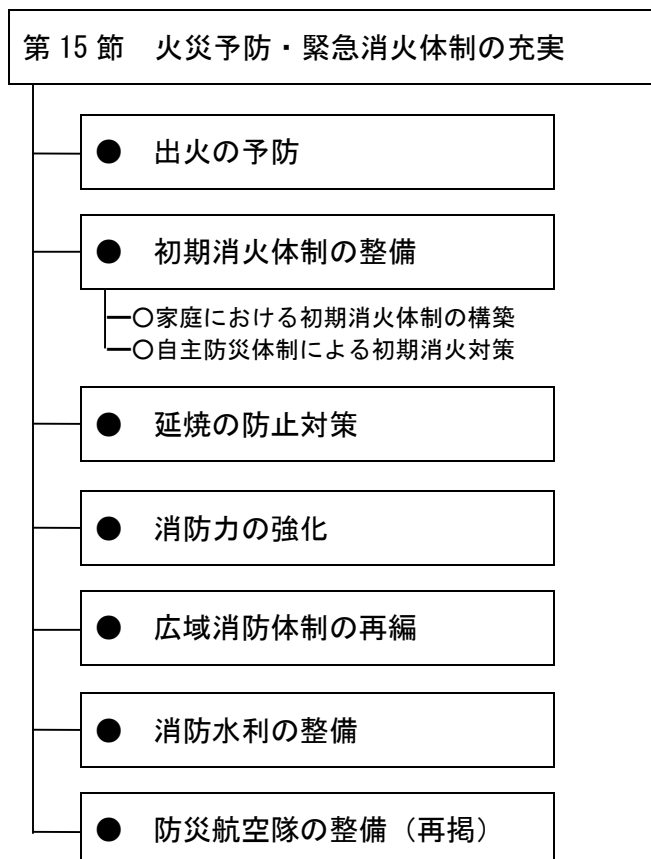 第 15 節　火災予防・緊急消火体制の充実
●　出火の予防
●　初期消火体制の整備
○家庭における初期消火体制の構築
○自主防災体制による初期消火対策
●　延焼の防止対策
●　消防力の強化
●　広域消防体制の再編
●　消防水利の整備
●　防災航空隊の整備（再掲）